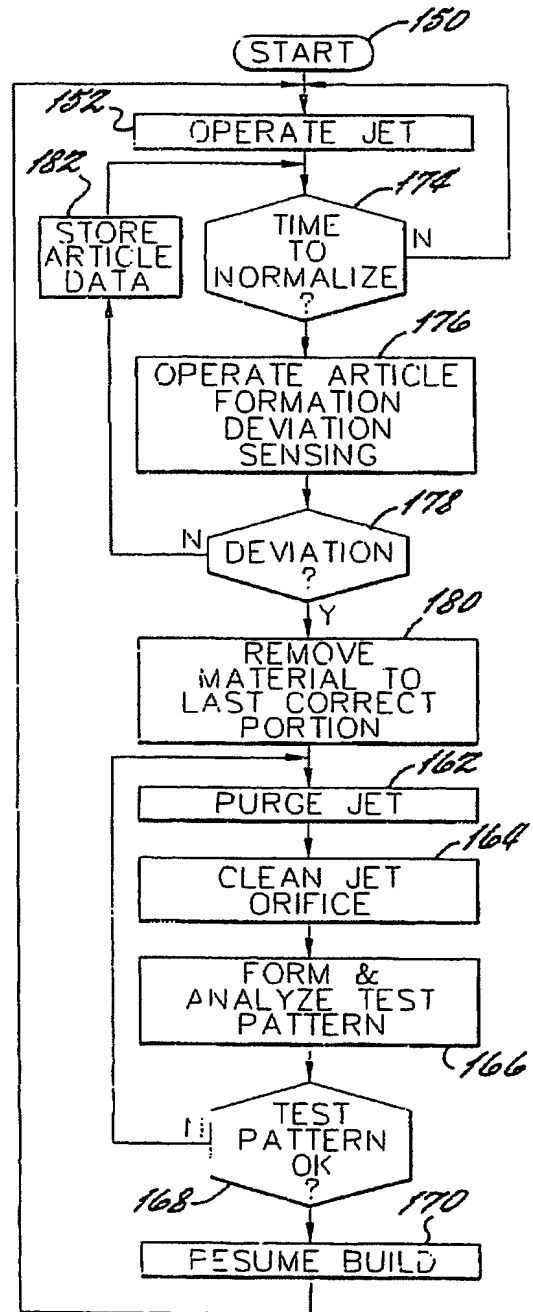 150
START
152
OPERATE JET
182
STORE
ARTICLE
DATA
174
TIME
TO
NORMALIZE
?
N
176
OPERATE ARTICLE
FORMATION
DEVIATION
SENSING
178
N
DEVIATION
?
Y
180
REMOVE
MATERIAL TO
LAST CORRECT
PORTION
162
PURGE JET
164
CLEAN JET
ORIFICE
FORM &
ANALYZE TEST
PATTERN
166
N
TEST
PATTERN
OK
?
168
170
RESUME BUILD